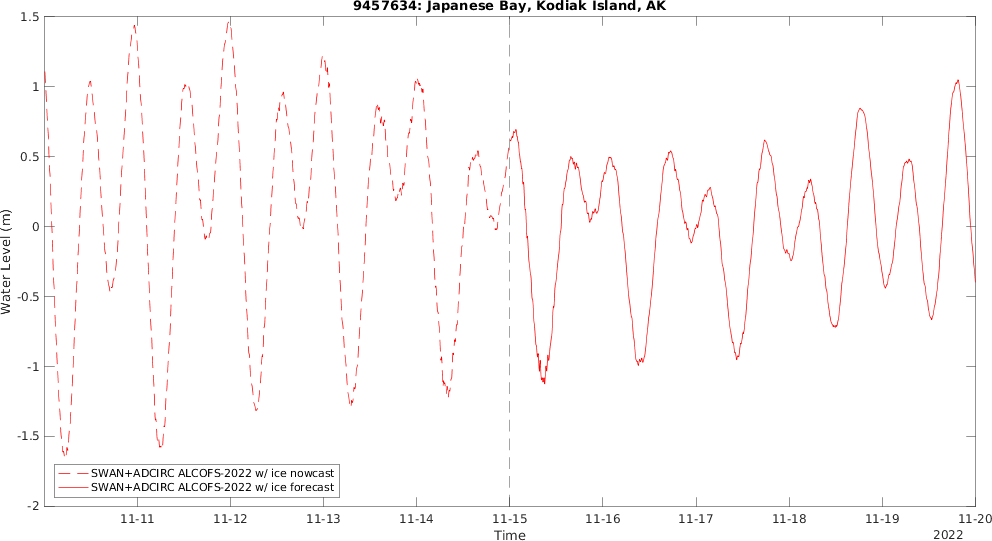 9457634: Japanese Bay, Kodiak Island, AK
1.5
1
0.5
0
-0.5
-1
-1.5
-2
Water Level (m)
SWAN+ADCIRC ALCOFS-2022 w/ ice nowcast
SWAN+ADCIRC ALCOFS-2022 w/ ice forecast
11-11 11-12 11-13 11-14 11-15 11-16 11-17 11-18 11-19 11-20
Time
2022